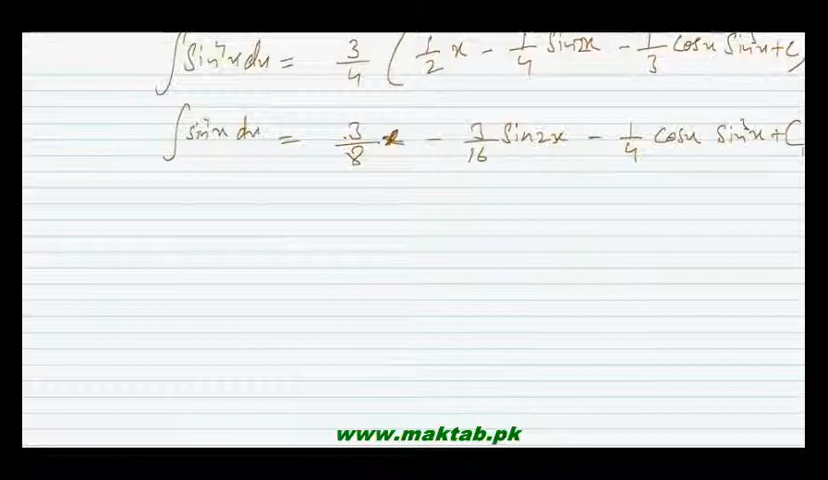 ∫sin⁴x dx = 3/4 ( 1/2 x - 1/4 sin2x - 1/3 cosx sin³x + c )
∫sin⁴x dx = 3/8 x - 3/16 sin2x - 1/4 cosx sin³x + C₁
www.maktab.pk